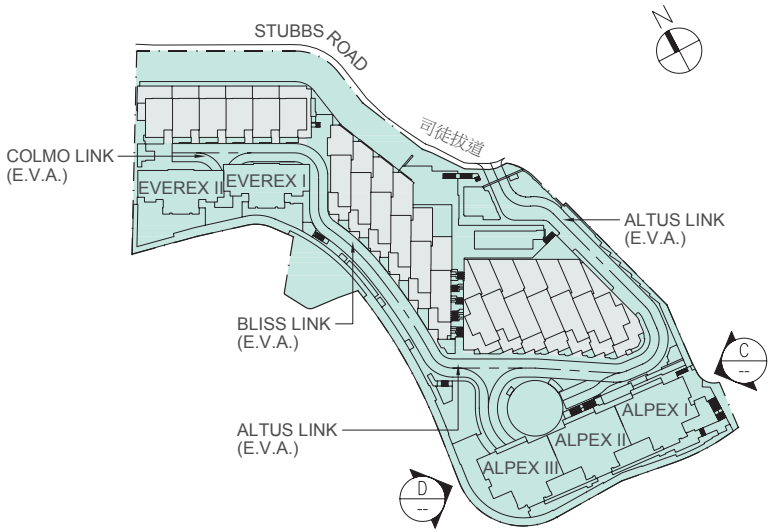 STUBBS ROAD
N
司徒拔道
COLMO LINK
(E.V.A.)
EVEREX II
EVEREX I
ALTUS LINK
(E.V.A.)
BLISS LINK
(E.V.A.)
C
--
ALTUS LINK
(E.V.A.)
ALPEX I
ALPEX II
ALPEX III
D
--